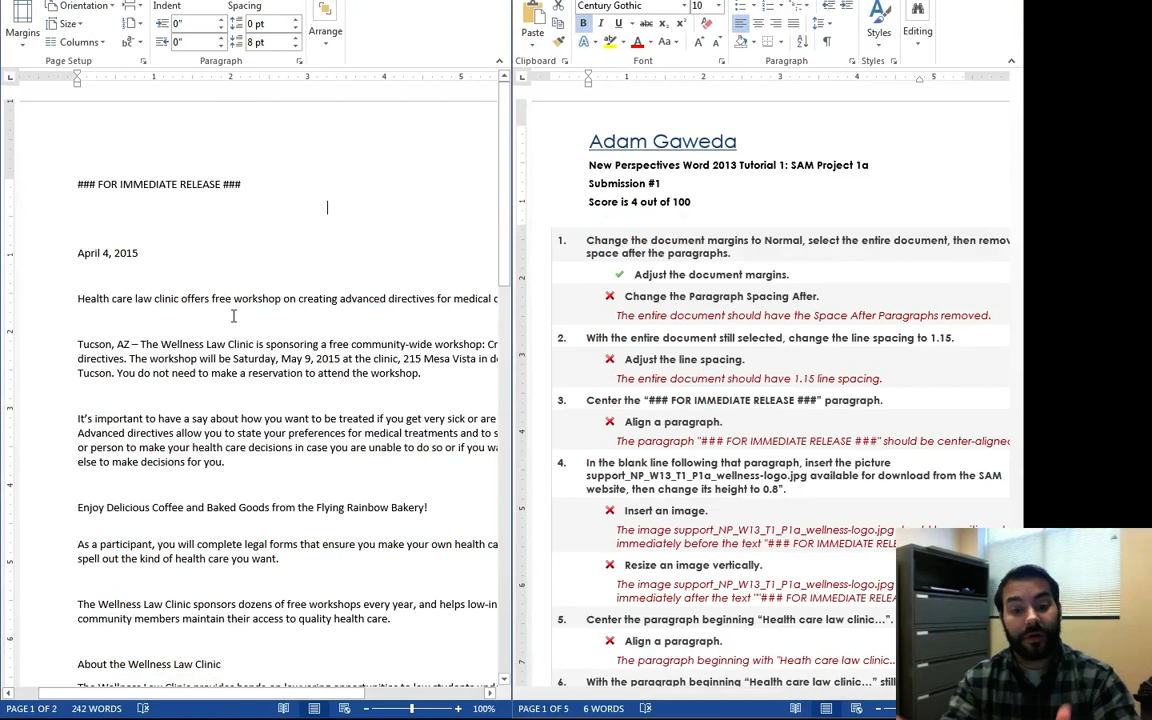 Orientation
Indent
Spacing
Size
0"
0 pt
Margins
Columns
0"
8 pt
Arrange
Page Setup
Paragraph
1 2 3 4 5
### FOR IMMEDIATE RELEASE ###
April 4, 2015
Health care law clinic offers free workshop on creating advanced directives for medical
Tucson, AZ – The Wellness Law Clinic is sponsoring a free community-wide workshop:
directives. The workshop will be Saturday, May 9, 2015 at the clinic, 215 Mesa Vista in
Tucson. You do not need to make a reservation to attend the workshop.
It's important to have a say about how you want to be treated if you get very sick or are
Advanced directives allow you to state your preferences for medical treatments and to
or person to make your health care decisions in case you are unable to do so or if you
else to make decisions for you.
Enjoy Delicious Coffee and Baked Goods from the Flying Rainbow Bakery!
As a participant, you will complete legal forms that ensure you make your own health
spell out the kind of health care you want.
The Wellness Law Clinic sponsors dozens of free workshops every year, and helps
community members maintain their access to quality health care.
About the Wellness Law Clinic
PAGE 1 OF 2 242 WORDS 100%
Century Gothic 10
Paste
B I U abc x₂ x²
A A Aa A A
Styles
Editing
Clipboard
Font
Paragraph
Styles
1 2 3 4 5
Adam Gaweda
New Perspectives Word 2013 Tutorial 1: SAM Project 1a
Submission #1
Score is 4 out of 100
1. Change the document margins to Normal, select the entire document, then remov
space after the paragraphs.
Adjust the document margins.
Change the Paragraph Spacing After.
The entire document should have the Space After Paragraphs removed.
2. With the entire document still selected, change the line spacing to 1.15.
Adjust the line spacing.
The entire document should have 1.15 line spacing.
3. Center the "### FOR IMMEDIATE RELEASE ###" paragraph.
Align a paragraph.
The paragraph "### FOR IMMEDIATE RELEASE ###" should be center-aligned
4. In the blank line following that paragraph, insert the picture
support_NP_W13_T1_P1a_wellness-logo.jpg available for download from the SAM
website, then change its height to 0.8".
Insert an image.
The image support_NP_W13_T1_P1a_wellness-logo.jpg
immediately before the text "### FOR IMMEDIATE RELE
Resize an image vertically.
The image support_NP_W13_T1_P1a_wellness-logo.jpg
immediately after the text ""### FOR IMMEDIATE RELEA
5. Center the paragraph beginning "Health care law clinic...".
Align a paragraph.
The paragraph beginning with "Heath care law clinic..
6. With the paragraph beginning "Health care law clinic..." still
PAGE 1 OF 5 6 WORDS